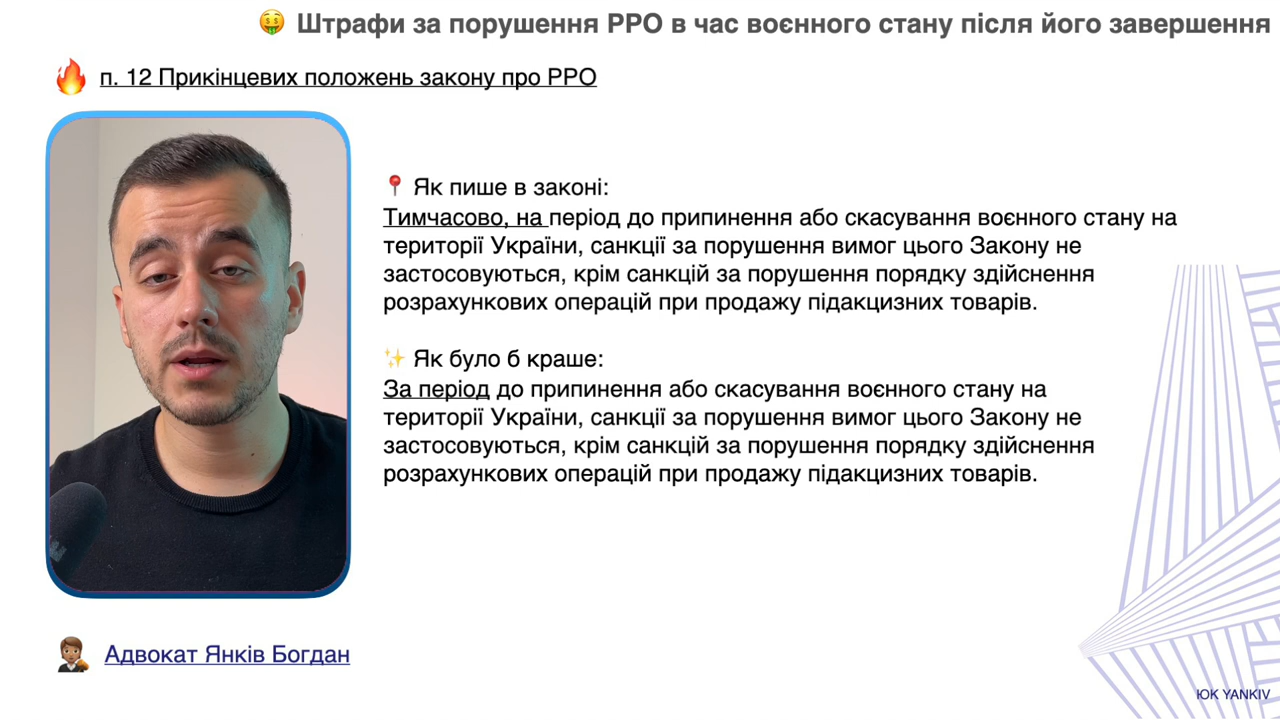 Штрафи за порушення РРО в час воєнного стану після його завершення
п. 12 Прикінцевих положень закону про РРО
Як пише в законі:
Тимчасово, на період до припинення або скасування воєнного стану на
території України, санкції за порушення вимог цього Закону не
застосовуються, крім санкцій за порушення порядку здійснення
розрахункових операцій при продажу підакцизних товарів.
Як було б краше:
За період до припинення або скасування воєнного стану на
території України, санкції за порушення вимог цього Закону не
застосовуються, крім санкцій за порушення порядку здійснення
розрахункових операцій при продажу підакцизних товарів.
Адвокат Янків Богдан
ЮК YANKIV